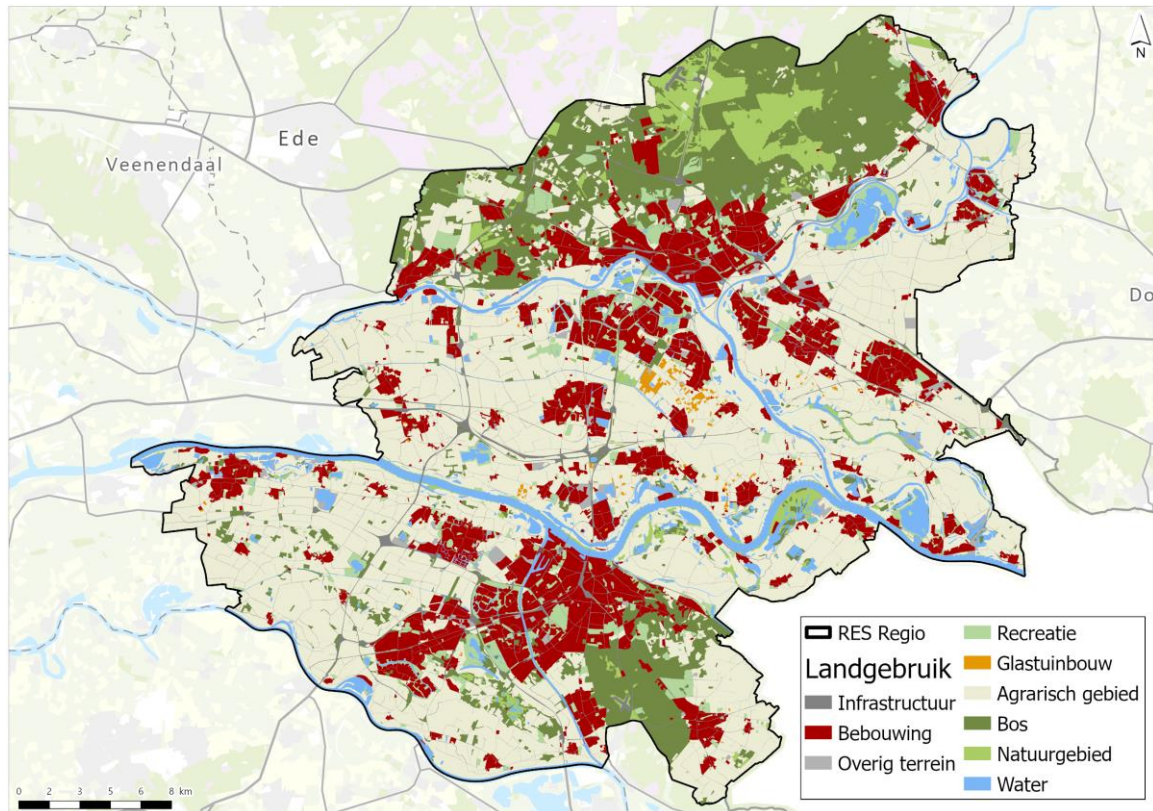 N
Ede
Veenendaal
Do
RES Regio
Landgebruik
Infrastructuur
Bebouwing
Overig terrein
Recreatie
Glastuinbouw
Agrarisch gebied
Bos
Natuurgebied
Water
0 2 3 5 6 8 km